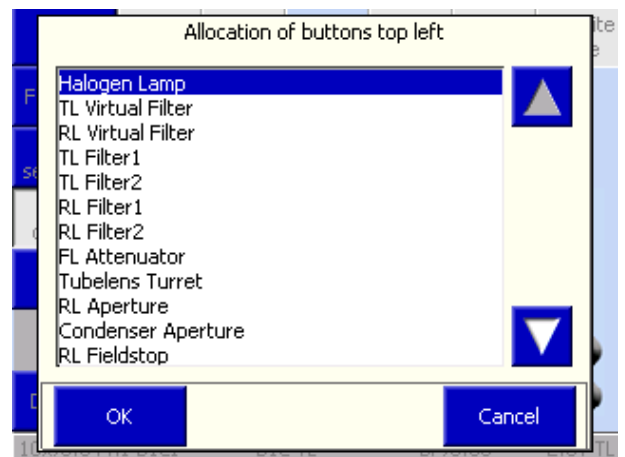 Allocation of buttons top left
Halogen Lamp
TL Virtual Filter
RL Virtual Filter
TL Filter1
TL Filter2
RL Filter1
RL Filter2
FL Attenuator
Tubelens Turret
RL Aperture
Condenser Aperture
RL Fieldstop
OK
Cancel